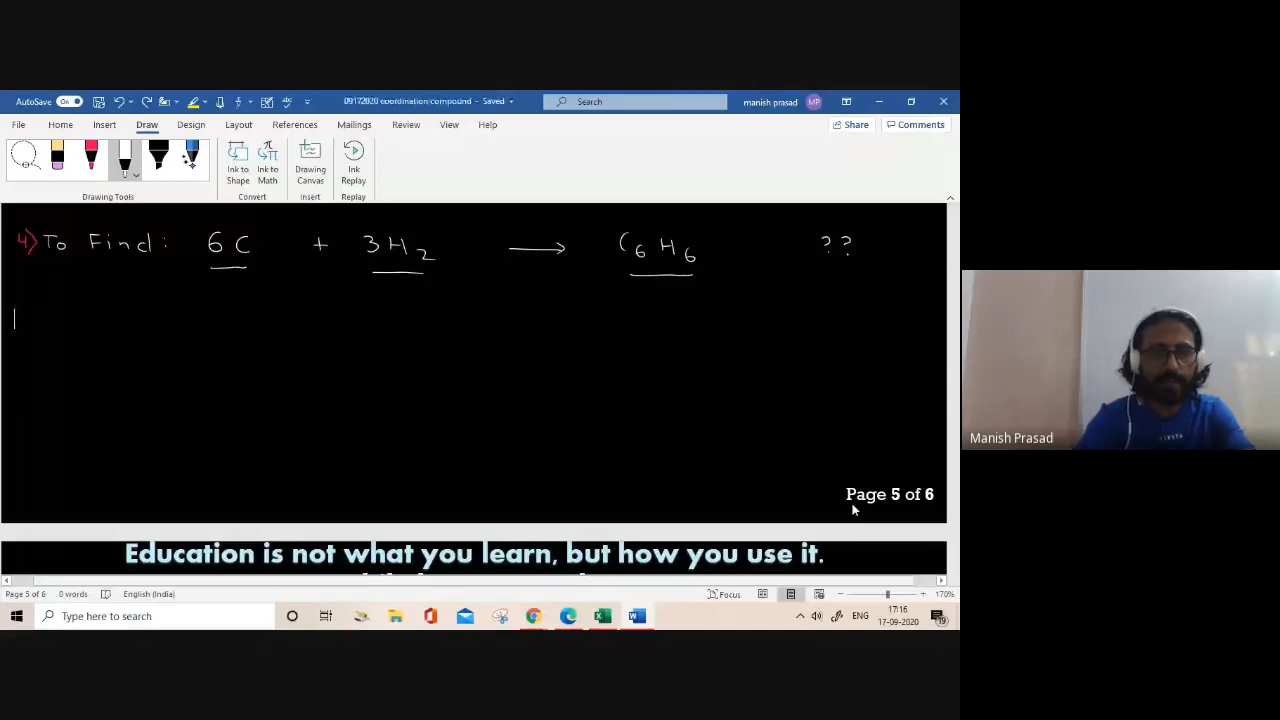 AutoSave On 09172020 coordination compound - Saved Search manish prasad MP
File Home Insert Draw Design Layout References Mailings Review View Help Share Comments
Ink to Shape Ink to Math Drawing Canvas Ink Replay
Drawing Tools Convert Insert Replay
4) To Find: 6C + 3H₂ → C₆H₆ ??
Manish Prasad
Page 5 of 6
Education is not what you learn, but how you use it.
Page 5 of 6 0 words English (India) Focus 170%
Type here to search ENG 17:16
17-09-2020 19